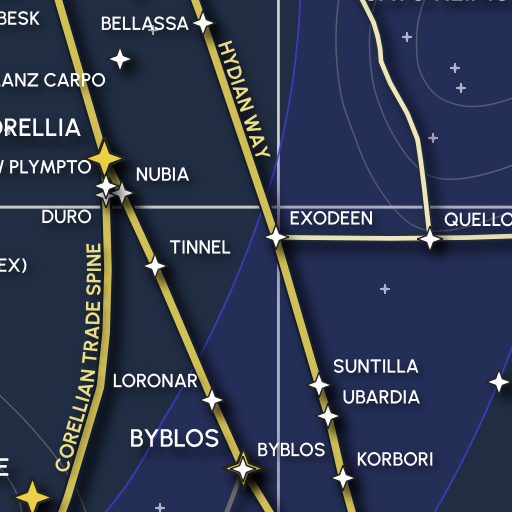 BESK
BELLASSA
ANZ CARPO
HYDIAN WAY
ORELLIA
PLYMPTO
NUBIA
DURO
EXODEEN
QUELLO
TINNEL
EX)
CORELLIAN TRADE SPINE
SUNTILLA
LORONAR
UBARDIA
BYBLOS
BYBLOS
KORBORI
E